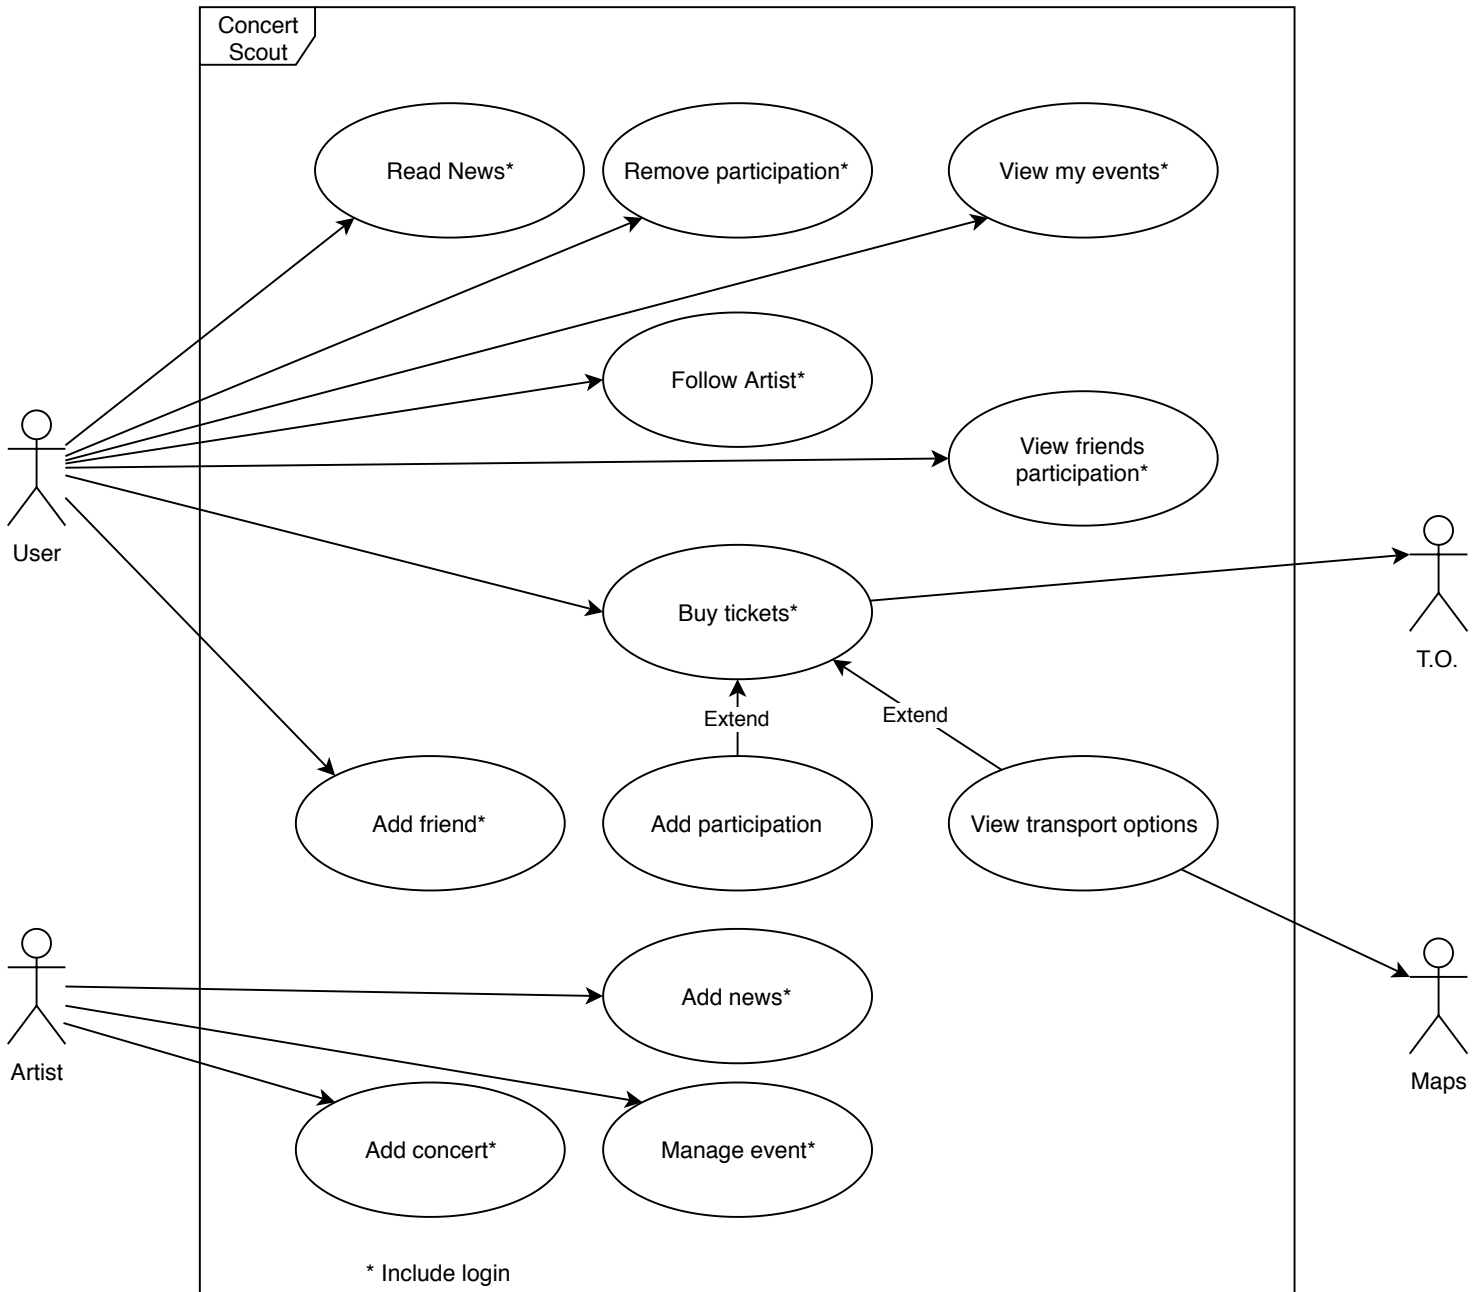 Concert
Scout
Read News*
Remove participation*
View my events*
Follow Artist*
View friends
participation*
User
Buy tickets*
T.O.
Extend
Extend
Add friend*
Add participation
View transport options
Add news*
Artist
Maps
Add concert*
Manage event*
* Include login